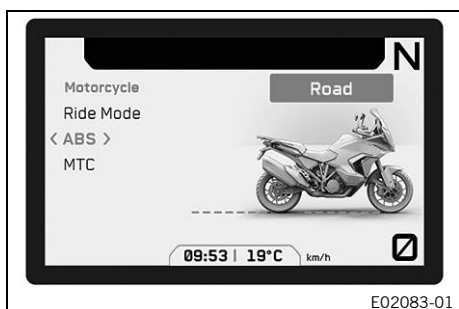 N
Motorcycle
Road
Ride Mode
< ABS >
MTC
0
09:53 | 19°C km/h
E02083-01